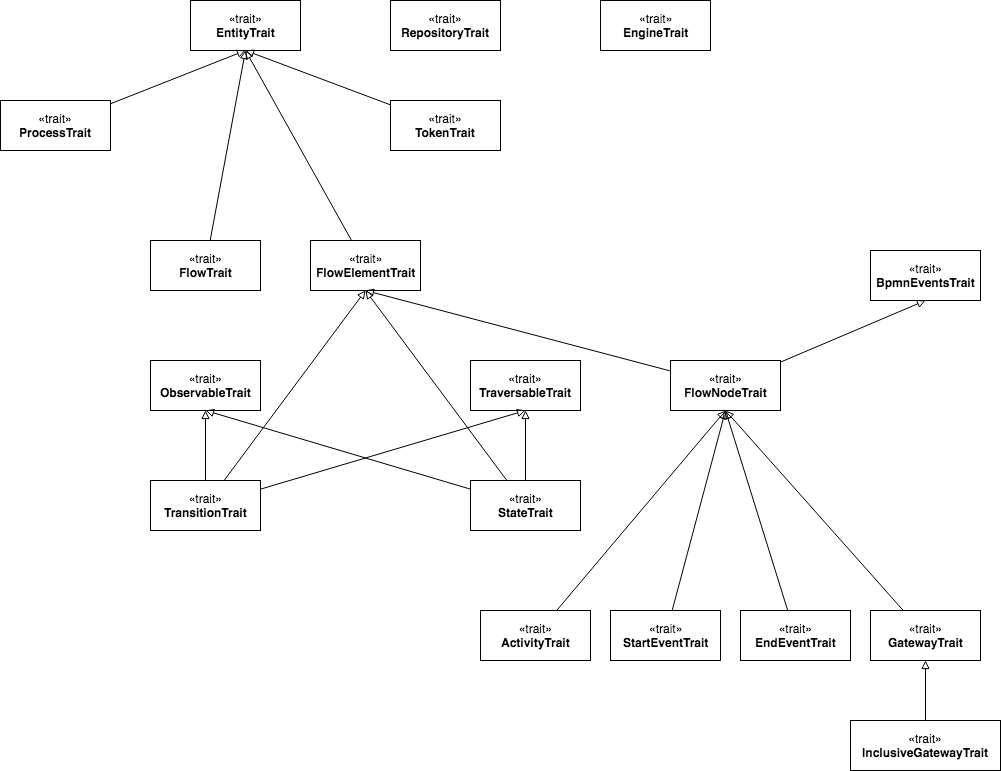 «trait»
EntityTrait
«trait»
RepositoryTrait
«trait»
EngineTrait
«trait»
ProcessTrait
«trait»
TokenTrait
«trait»
FlowTrait
«trait»
FlowElementTrait
«trait»
BpmnEventsTrait
«trait»
ObservableTrait
«trait»
TraversableTrait
«trait»
FlowNodeTrait
«trait»
TransitionTrait
«trait»
StateTrait
«trait»
ActivityTrait
«trait»
StartEventTrait
«trait»
EndEventTrait
«trait»
GatewayTrait
«trait»
InclusiveGatewayTrait